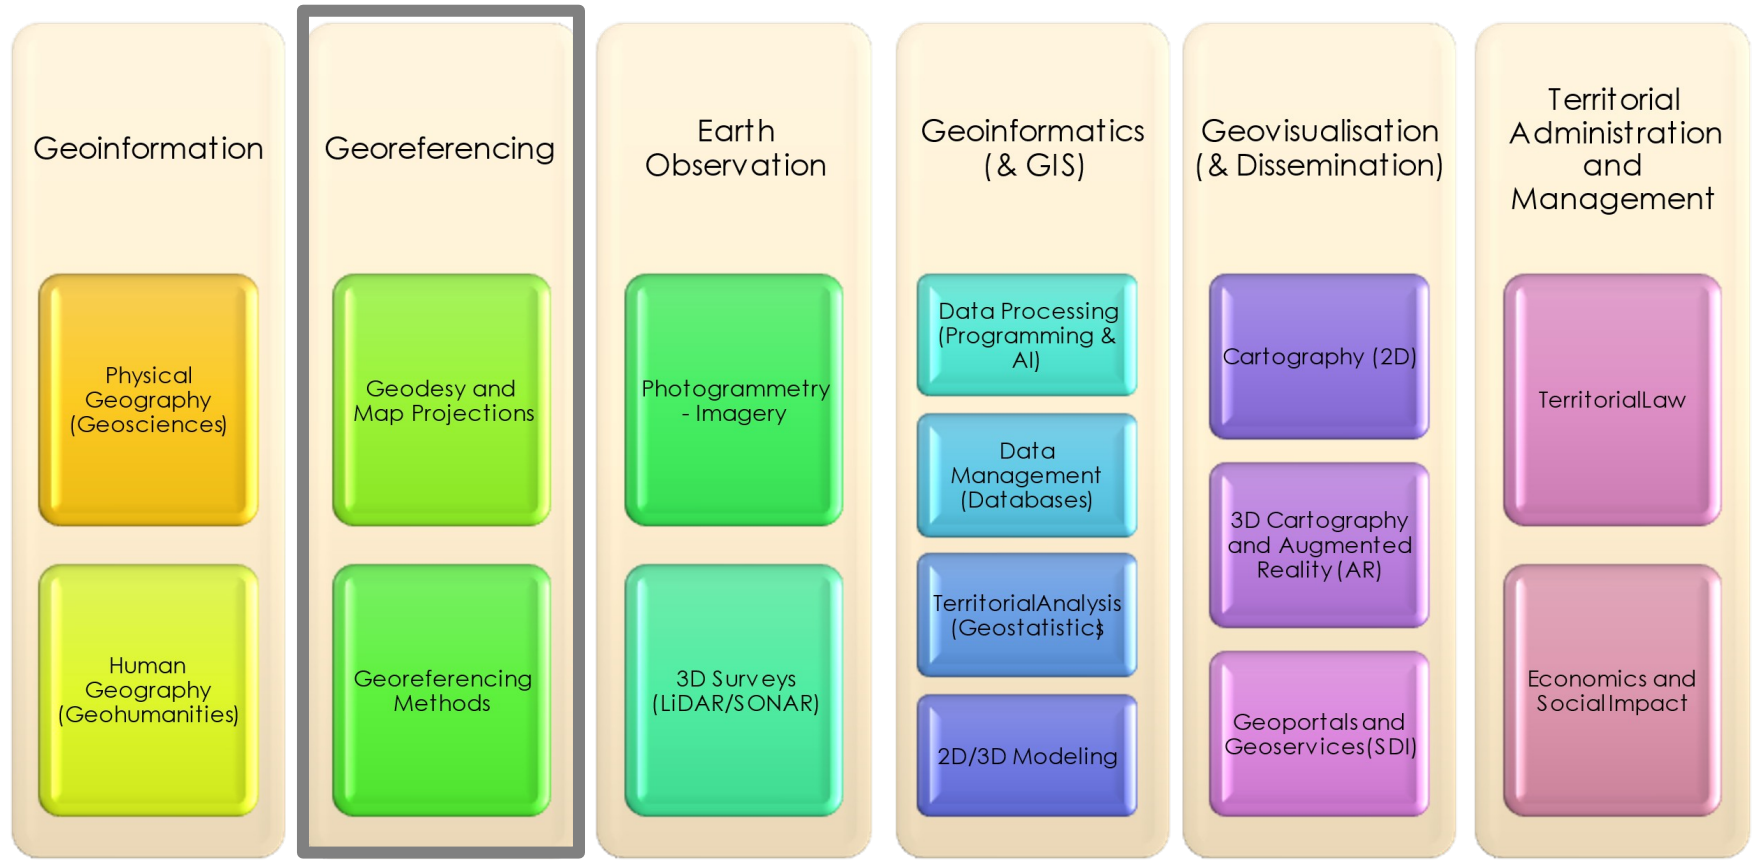 Geoinformation
Physical
Geography
(Geosciences)
Human
Geography
(Geohumanities)
Georeferencing
Geodesy and
Map Projections
Georeferencing
Methods
Earth
Observation
Photogrammetry
- Imagery
3D Surveys
(LiDAR/SONAR)
Geoinformatics
(& GIS)
Data Processing
(Programming &
AI)
Data
Management
(Databases)
TerritorialAnalysis
(Geostatistics)
2D/3D Modeling
Geovisualisation
(& Dissemination)
Cartography (2D)
3D Cartography
and Augmented
Reality (AR)
Geoportals and
Geoservices(SDI)
Territorial
Administration
and
Management
TerritorialLaw
Economics and
Social Impact